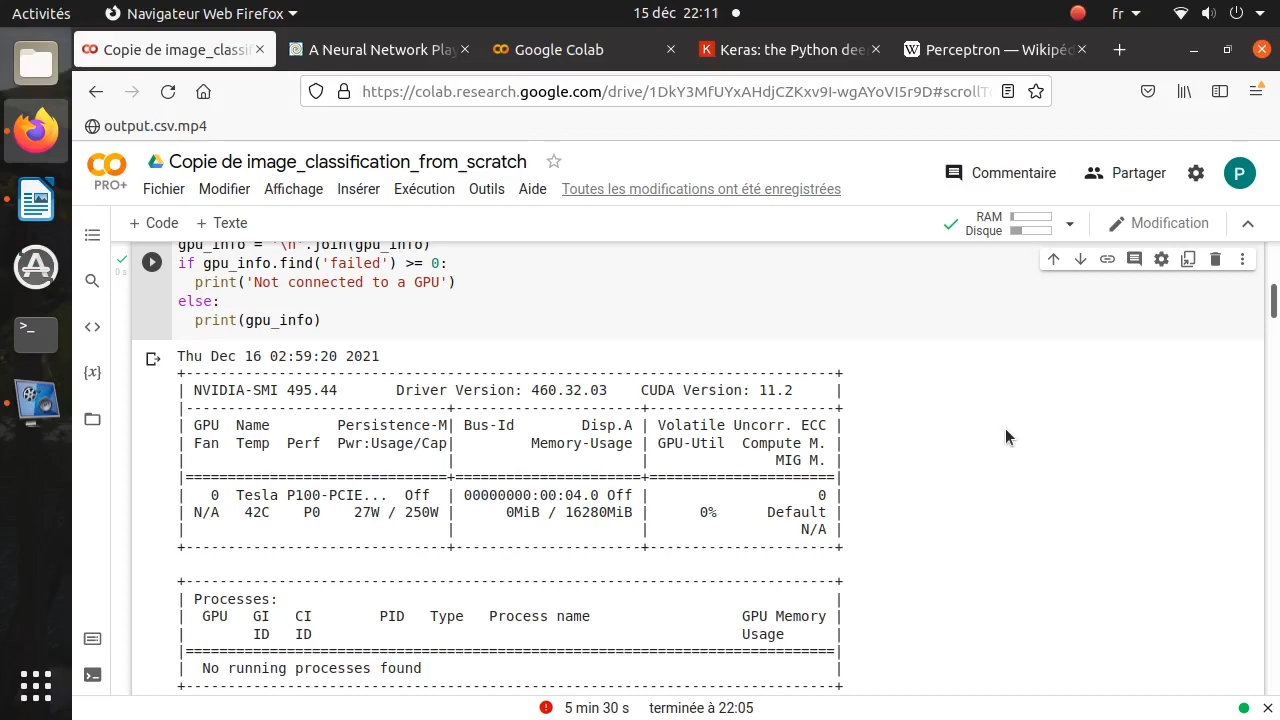 Activités
Navigateur Web Firefox
15 déc 22:11
fr
Copie de image_classifi
A Neural Network Play
Google Colab
Keras: the Python dee
Perceptron — Wikipéd
https://colab.research.google.com/drive/1DkY3MfUYxAHdjCZKxv9I-wgAYoVI5r9D#scrollT
output.csv.mp4
PRO+
Copie de image_classification_from_scratch
Commentaire
Partager
P
Fichier Modifier Affichage Insérer Exécution Outils Aide Toutes les modifications ont été enregistrées
+ Code + Texte
RAM
Disque
Modification
0 s
gpu_info = '\n'.join(gpu_info)
if gpu_info.find('failed') >= 0:
print('Not connected to a GPU')
else:
print(gpu_info)
Thu Dec 16 02:59:20 2021
+-----------------------------------------------------------------------------+
| NVIDIA-SMI 495.44       Driver Version: 460.32.03    CUDA Version: 11.2     |
|-------------------------------+----------------------+----------------------+
| GPU  Name        Persistence-M| Bus-Id        Disp.A | Volatile Uncorr. ECC |
| Fan  Temp  Perf  Pwr:Usage/Cap|         Memory-Usage | GPU-Util  Compute M. |
|                               |                      |               MIG M. |
|===============================+======================+======================|
|   0  Tesla P100-PCIE...  Off  | 00000000:00:04.0 Off |                    0 |
| N/A   42C    P0    27W / 250W |      0MiB / 16280MiB |      0%      Default |
|                               |                      |                  N/A |
+-------------------------------+----------------------+----------------------+
+-----------------------------------------------------------------------------+
| Processes:                                                                  |
|  GPU   GI   CI        PID   Type   Process name                  GPU Memory |
|        ID   ID                                                   Usage      |
|=============================================================================|
|  No running processes found                                                 |
+-----------------------------------------------------------------------------+
5 min 30 s terminée à 22:05